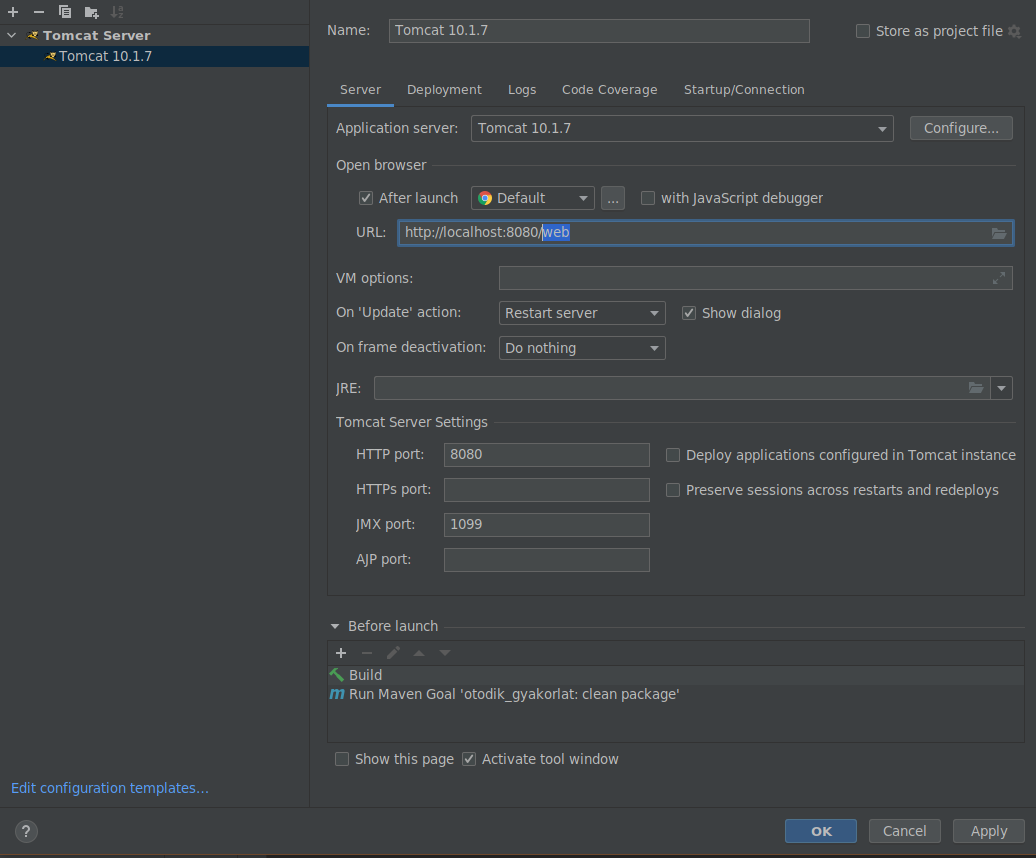 Tomcat Server
Tomcat 10.1.7
Edit configuration templates...
?
Name: Tomcat 10.1.7 Store as project file
Server Deployment Logs Code Coverage Startup/Connection
Application server: Tomcat 10.1.7 Configure...
Open browser
After launch Default ... with JavaScript debugger
URL: http://localhost:8080/web
VM options:
On 'Update' action: Restart server Show dialog
On frame deactivation: Do nothing
JRE:
Tomcat Server Settings
HTTP port: 8080 Deploy applications configured in Tomcat instance
HTTPs port: Preserve sessions across restarts and redeploys
JMX port: 1099
AJP port:
Before launch
Build
m Run Maven Goal 'otodik_gyakorlat: clean package'
Show this page Activate tool window
OK Cancel Apply